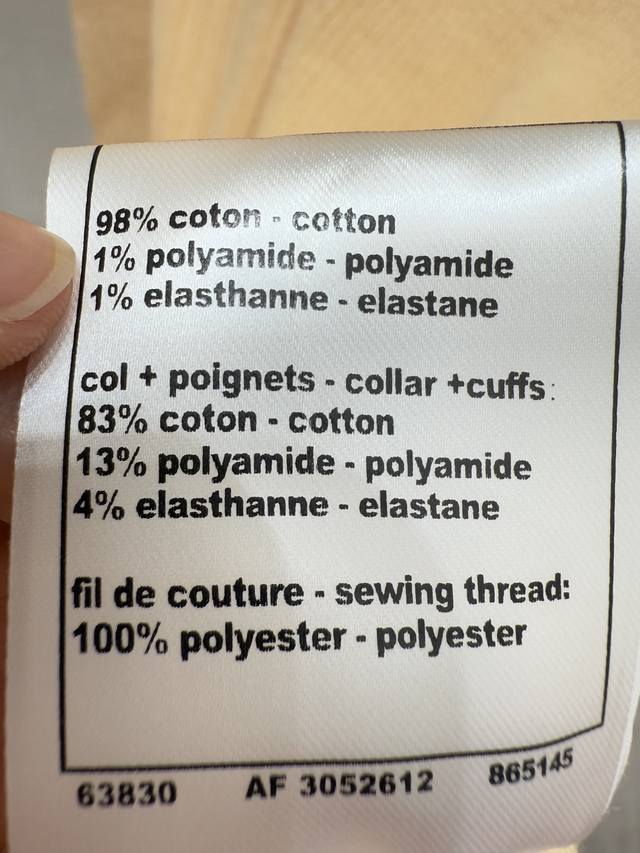 98% coton - cotton
1% polyamide - polyamide
1% elasthanne - elastane
col + poignets - collar +cuffs:
83% coton - cotton
13% polyamide - polyamide
4% elasthanne - elastane
fil de couture - sewing thread:
100% polyester - polyester
63830 AF 3052612 865145